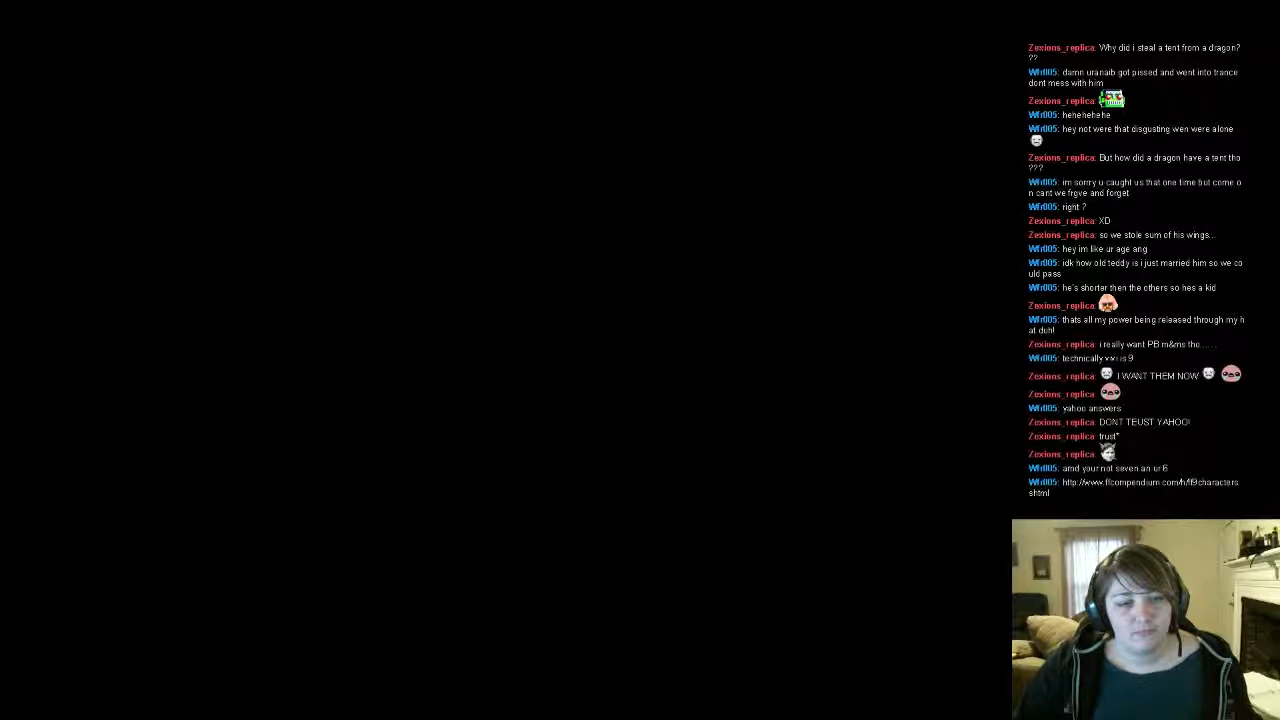 Zexions_replica: Why did i steal a tent from a dragon?
??
Wfr005: damn uranaib got pissed and went into trance
dont mess with him
Zexions_replica:
Wfr005: hehehehehe
Wfr005: hey not were that disgusting wen were alone
Zexions_replica: But how did a dragon have a tent tho
???
Wfr005: im sorrry u caught us that one time but come o
n cant we frgve and forget
Wfr005: right ?
Zexions_replica: XD
Zexions_replica: so we stole sum of his wings...
Wfr005: hey im like ur age ang
Wfr005: idk how old teddy is i just married him so we co
uld pass
Wfr005: he's shorter then the others so hes a kid
Zexions_replica:
Wfr005: thats all my power being released through my h
at duh!
Zexions_replica: i really want PB m&ms tho.......
Wfr005: technically vivi is 9
Zexions_replica: I WANT THEM NOW
Zexions_replica:
Wfr005: yahoo answers
Zexions_replica: DONT TEUST YAHOO!
Zexions_replica: trust*
Zexions_replica:
Wfr005: amd your not seven an ur 6
Wfr005: http://www.ffcompendium.com/h/ff9characters.
shtml